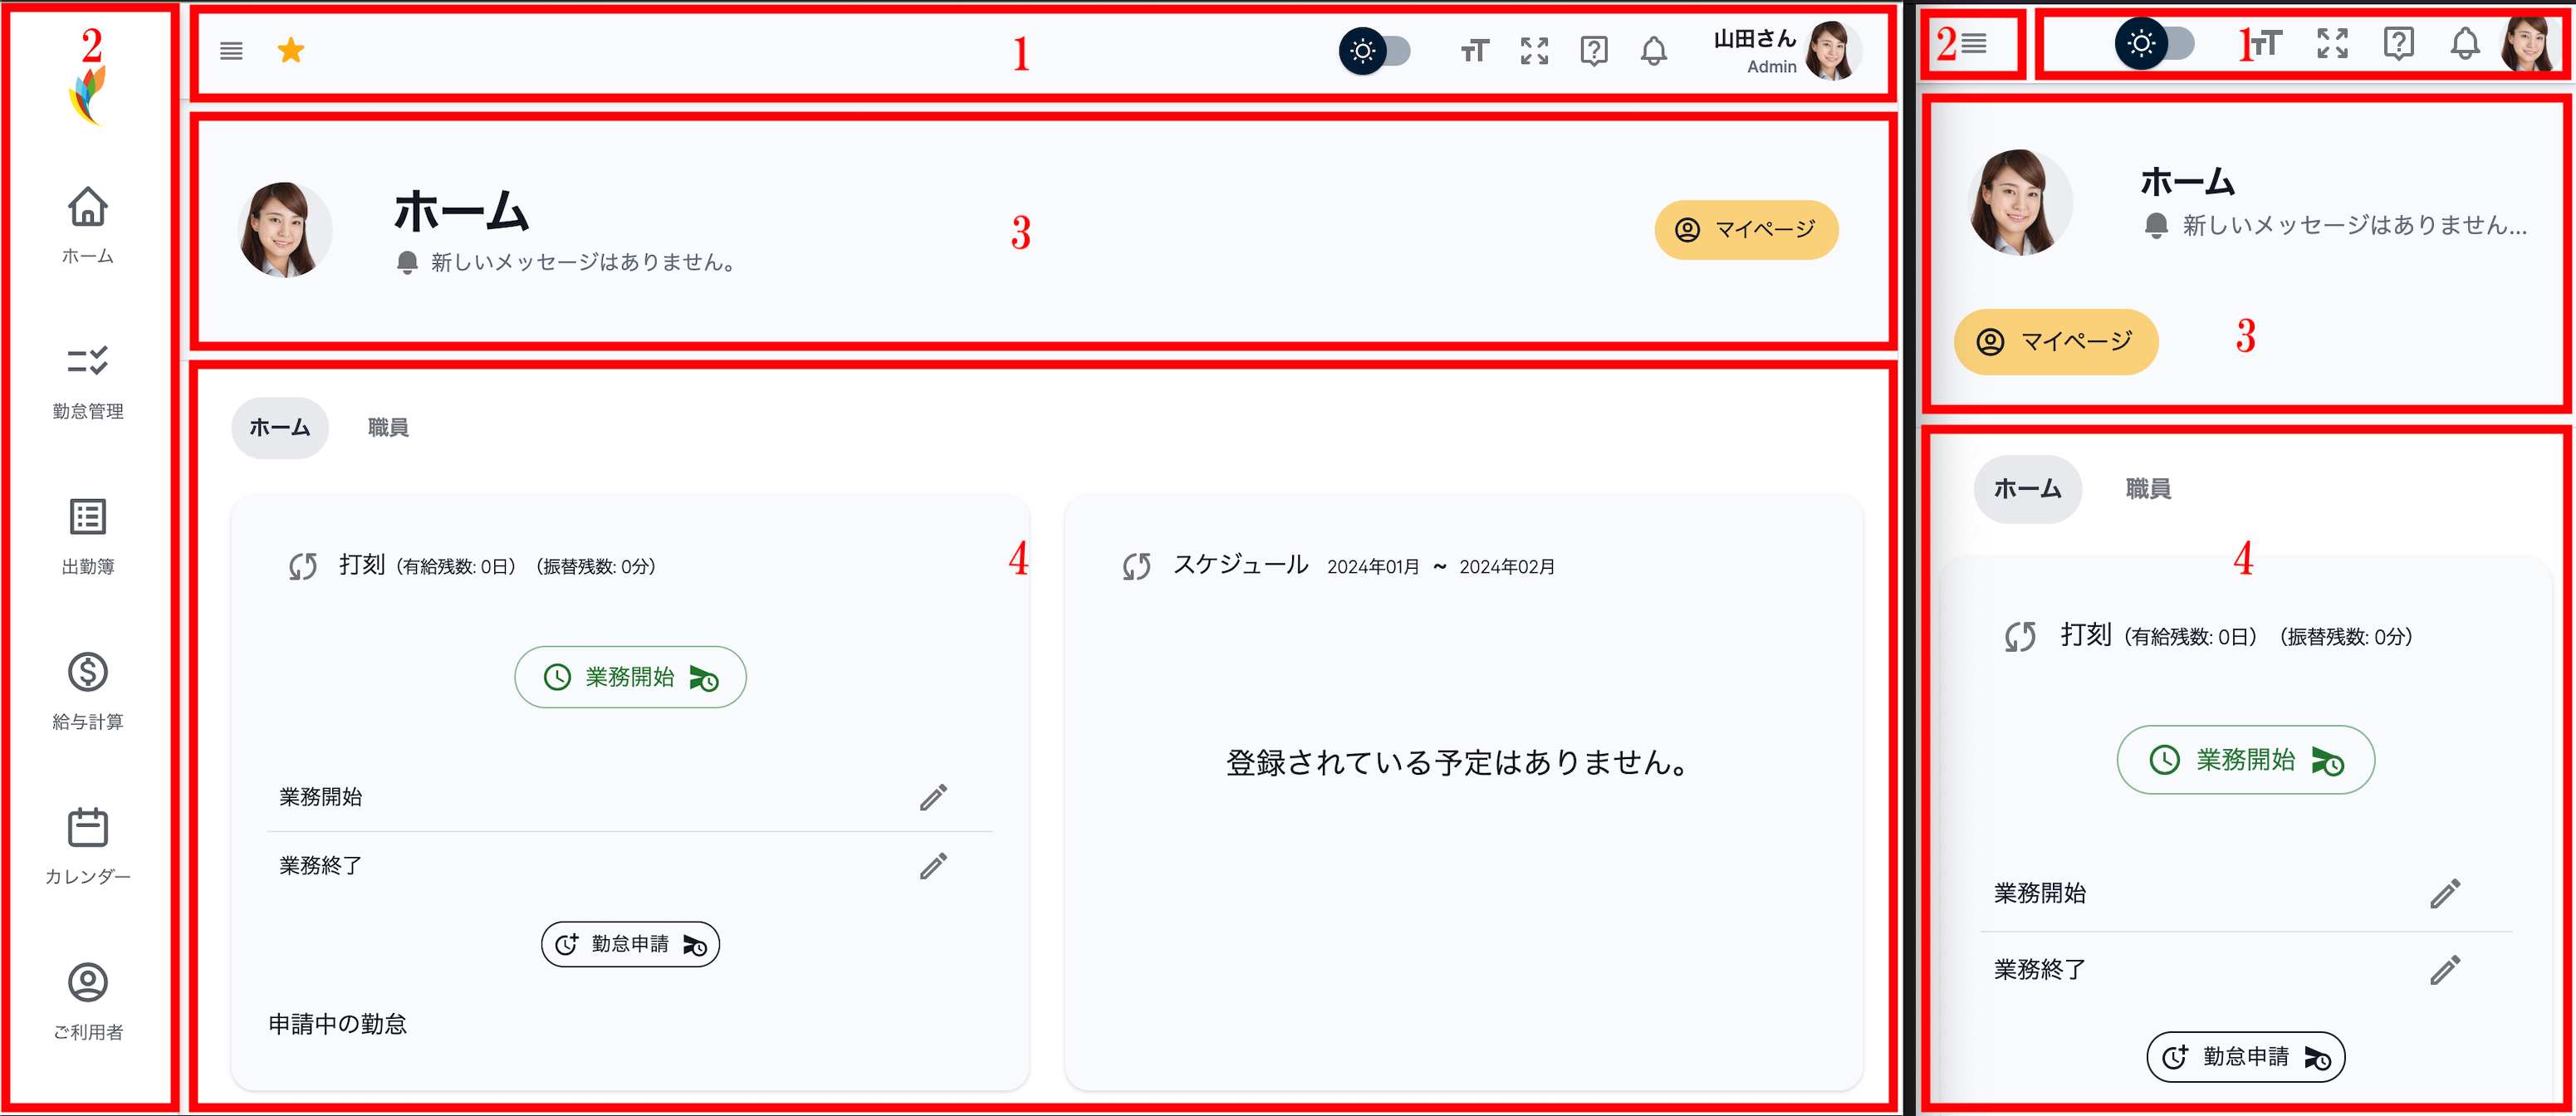 2
ホーム
勤怠管理
出勤簿
給与計算
カレンダー
ご利用者
1
TT
?
山田さん
Admin
ホーム
新しいメッセージはありません。
3
マイページ
ホーム 職員
打刻 (有給残数: 0日) (振替残数: 0分)
4
業務開始
業務開始
業務終了
勤怠申請
申請中の勤怠
スケジュール 2024年01月 ~ 2024年02月
登録されている予定はありません。
2
1
TT
?
ホーム
新しいメッセージはありません...
マイページ
3
ホーム 職員
4
打刻 (有給残数: 0日) (振替残数: 0分)
業務開始
業務開始
業務終了
勤怠申請